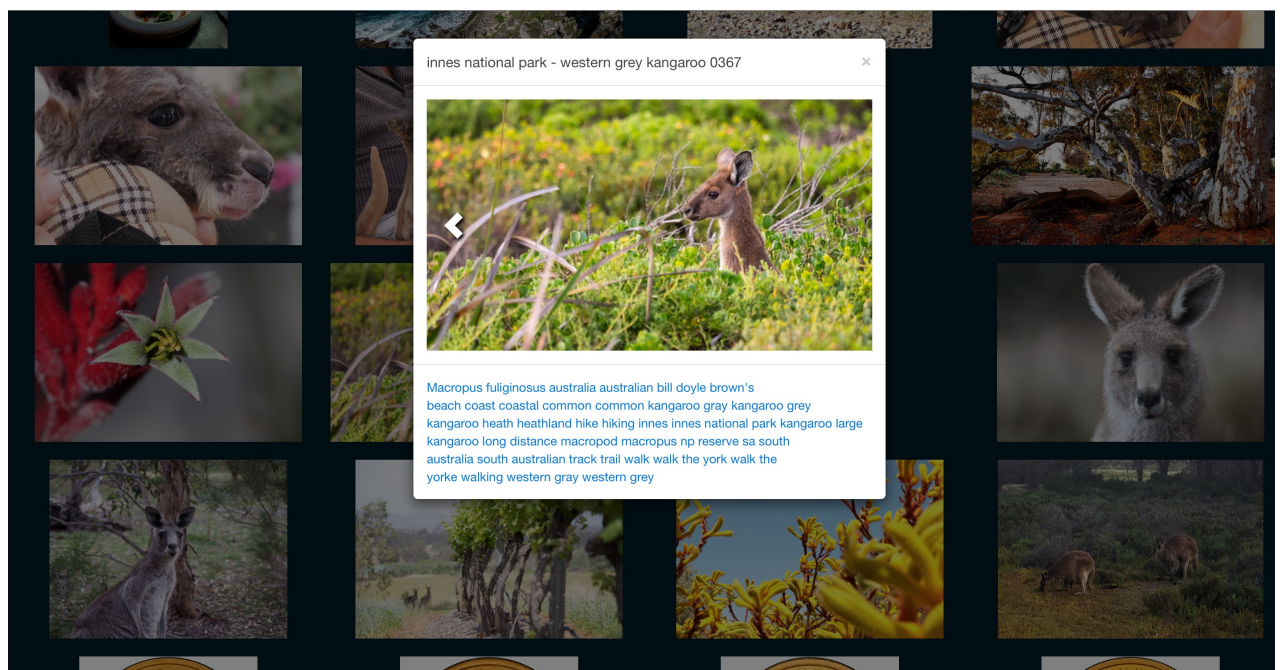 innes national park - western grey kangaroo 0367 ×
Macropus fuliginosus australia australian bill doyle brown's
beach coast coastal common common kangaroo gray kangaroo grey
kangaroo heath heathland hike hiking innes innes national park kangaroo large
kangaroo long distance macropod macropus np reserve sa south
australia south australian track trail walk walk the york walk the
yorke walking western gray western grey